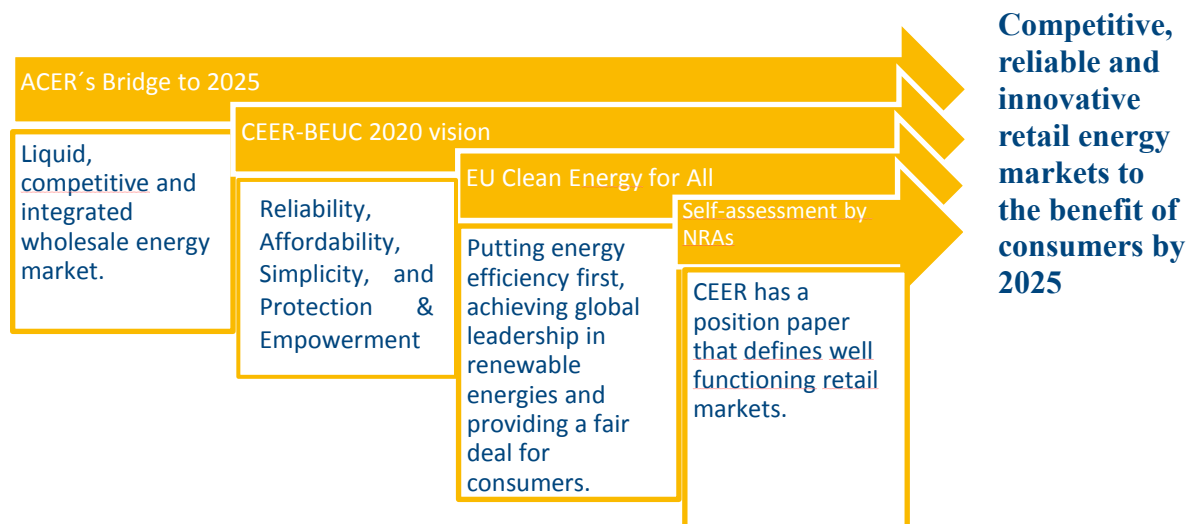 ACER´s Bridge to 2025
Liquid,
competitive and
integrated
wholesale energy
market.
CEER-BEUC 2020 vision
Reliability,
Affordability,
Simplicity, and
Protection &
Empowerment
EU Clean Energy for All
Putting energy
efficiency first,
achieving global
leadership in
renewable
energies and
providing a fair
deal for
consumers.
Self-assessment by
NRAs
CEER has a
position paper
that defines well
functioning retail
markets.
Competitive,
reliable and
innovative
retail energy
markets to
the benefit of
consumers by
2025